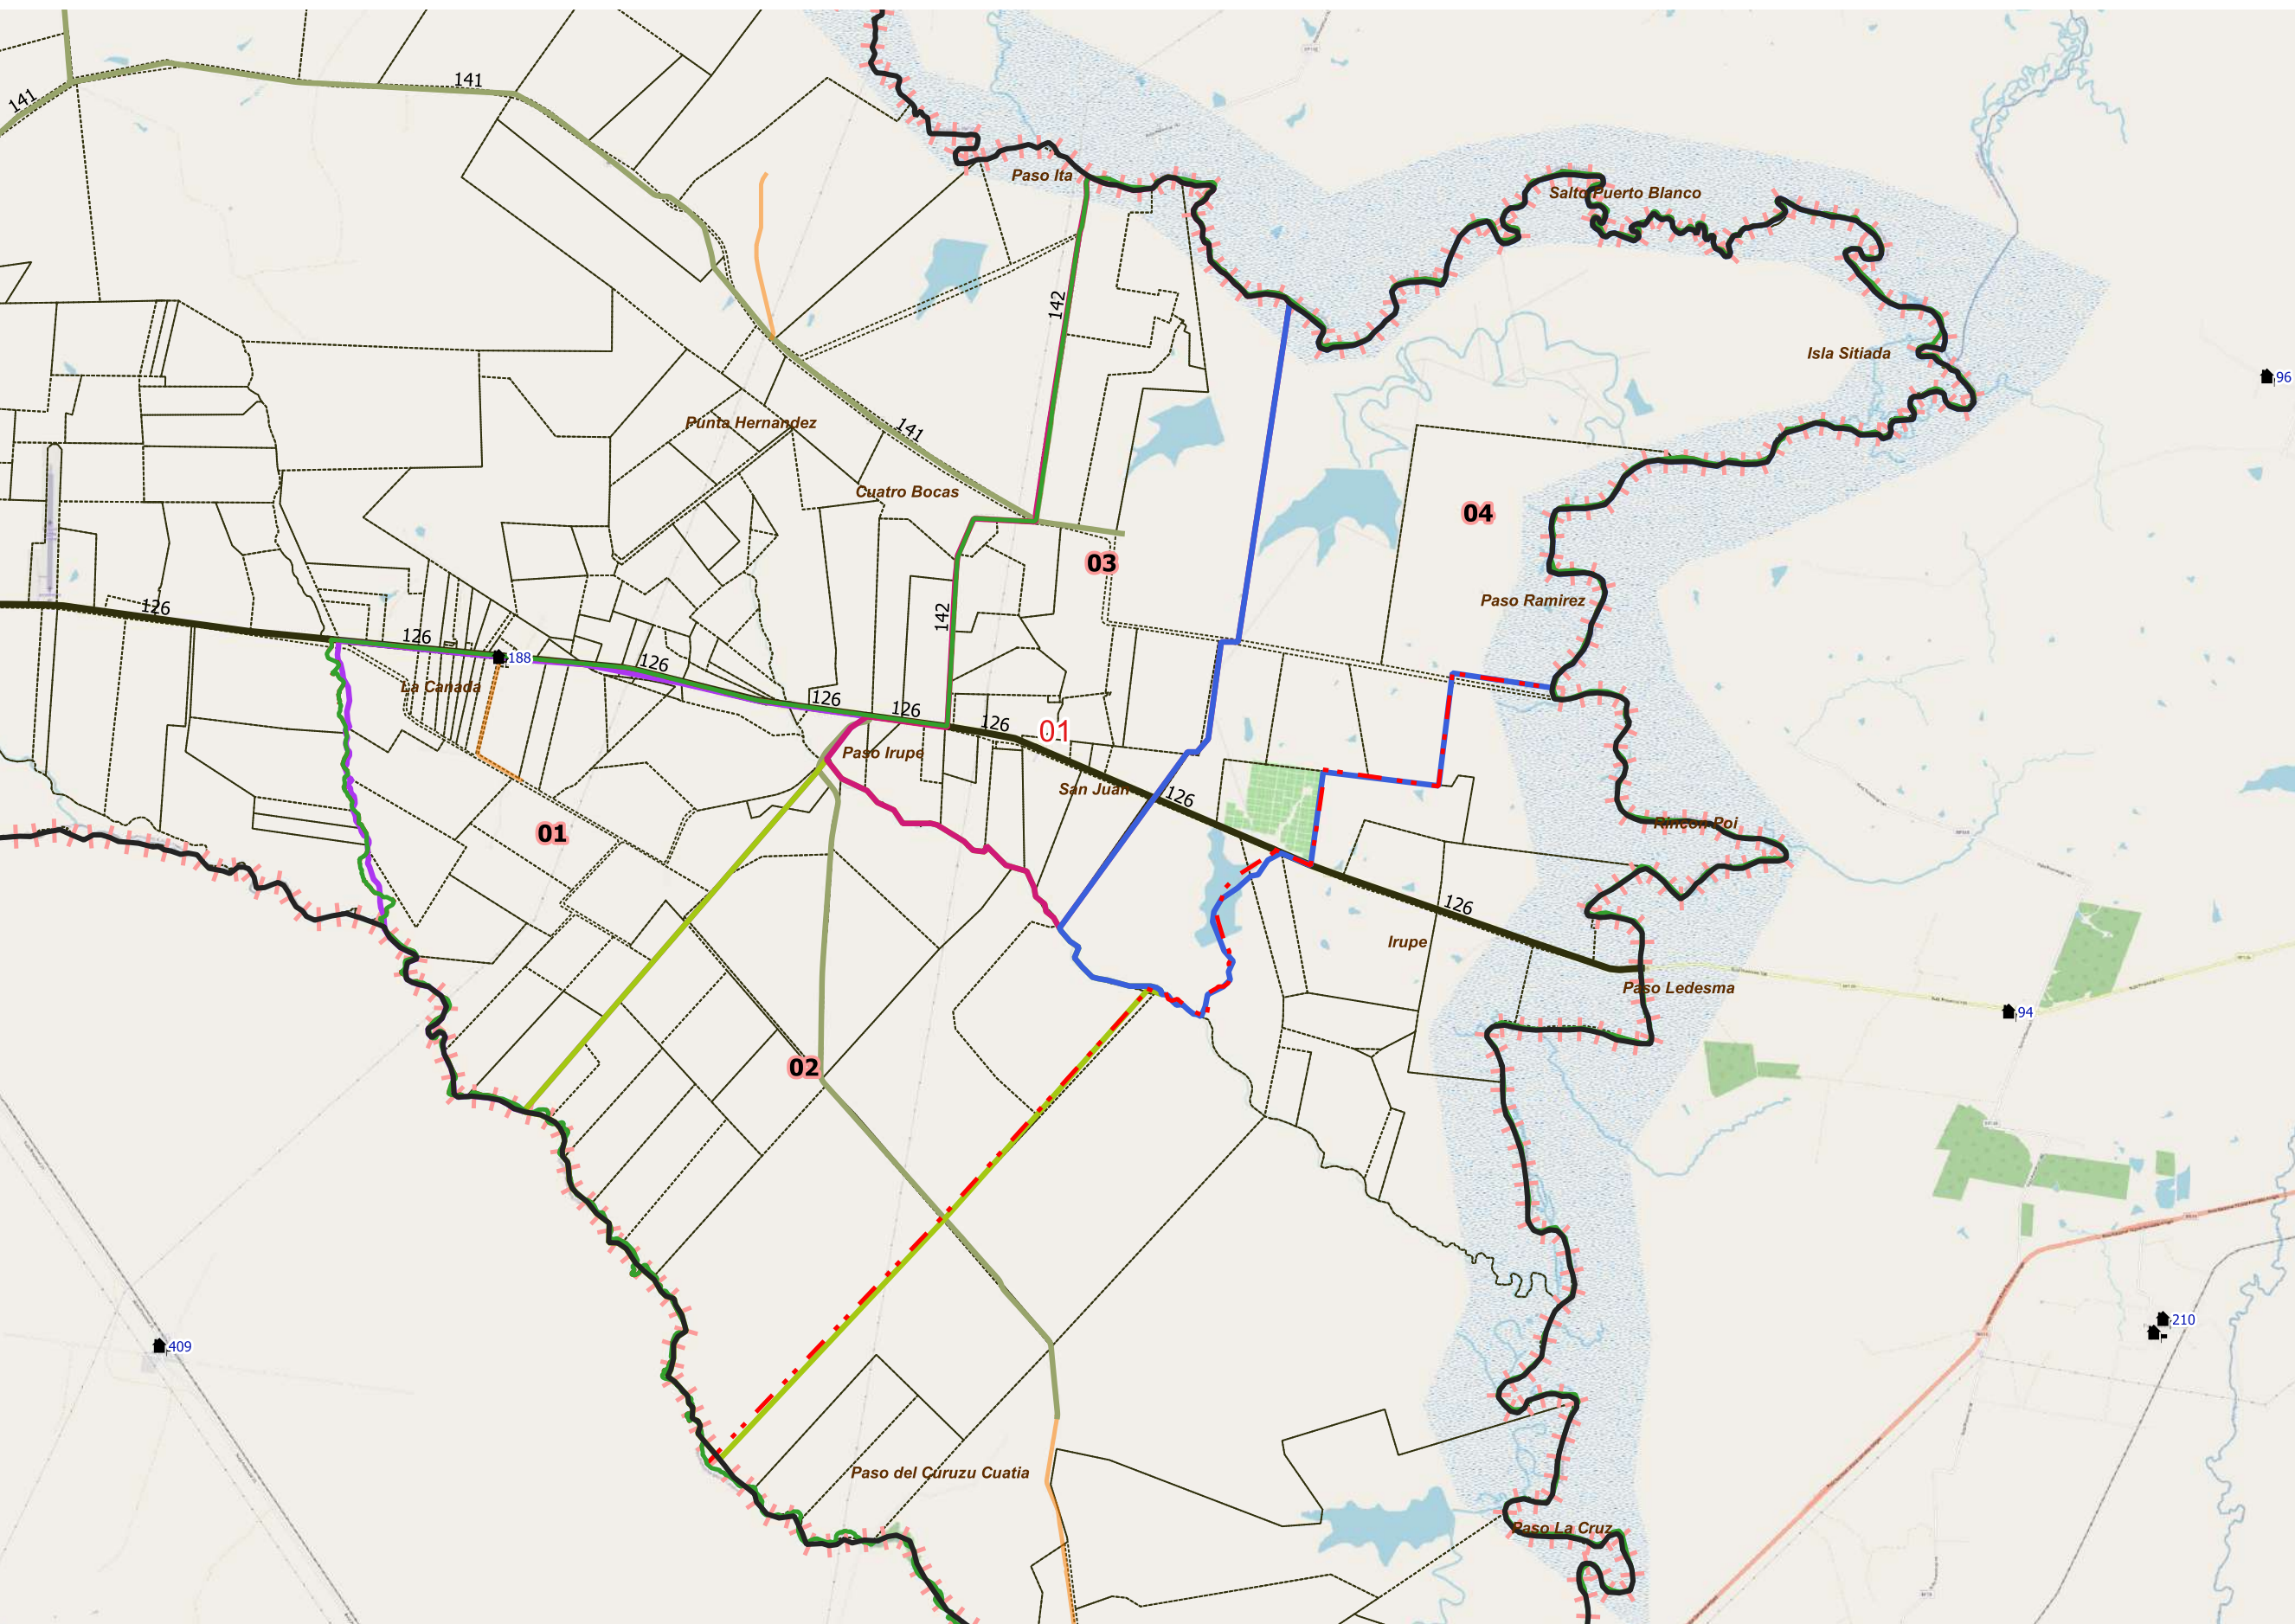 141
141
Paso Ita
Salto Puerto Blanco
142
Isla Sitiada
96
Punta Hernandez
141
Cuatro Bocas
04
03
Paso Ramirez
126
142
126
188
126
La Canada
126
126
126
01
Paso Irupe
San Juan
126
Rincon Poi
01
126
Irupe
Paso Ledesma
94
02
210
409
Paso del Curuzu Cuatia
Paso La Cruz